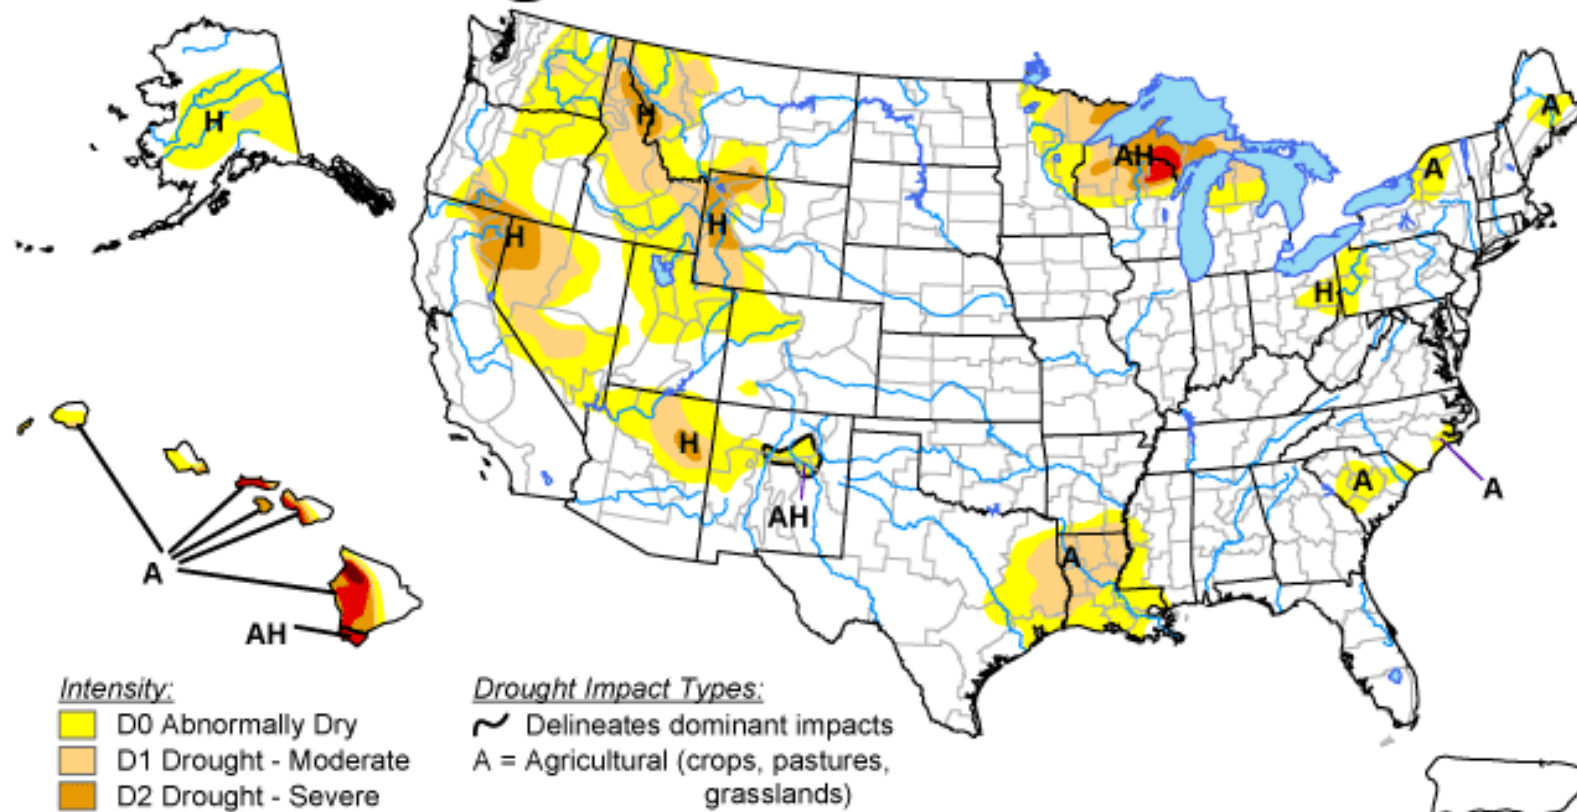 H
H
H
H
H
AH
A
A
H
A
A
AH
A
A
AH
Intensity:
D0 Abnormally Dry
D1 Drought - Moderate
D2 Drought - Severe
Drought Impact Types:
Delineates dominant impacts
A = Agricultural (crops, pastures,
grasslands)